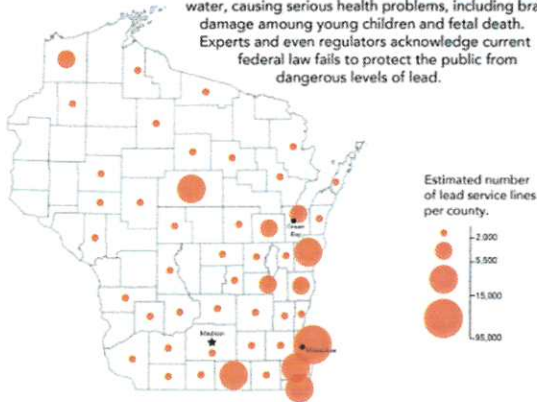 water, causing serious health problems, including bra
damage amoung young children and fetal death.
Experts and even regulators acknowledge current
federal law fails to protect the public from
dangerous levels of lead.
Estimated number
of lead service lines
per county.
2,000
5,500
15,000
95,000
Green
Bay
Madison
Milwaukee